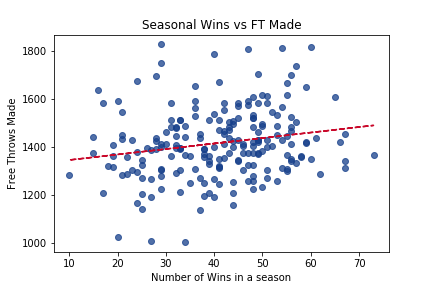 Seasonal Wins vs FT Made
1800
1600
1400
1200
1000
Free Throws Made
10 20 30 40 50 60 70
Number of Wins in a season